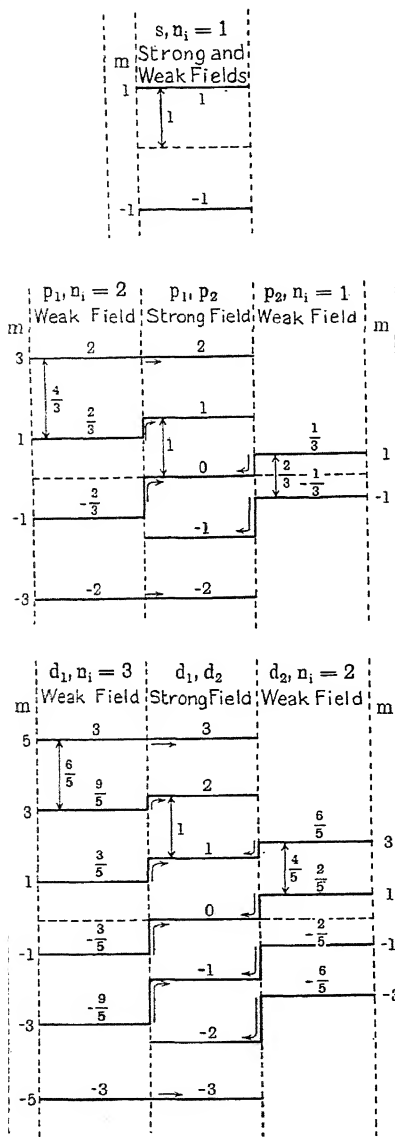 s, nᵢ = 1
Strong and
m Weak Fields
1 1
1
-1
-1
p₁, nᵢ = 2 p₁, p₂ p₂, nᵢ = 1
m Weak Field Strong Field Weak Field m
3 2 2
4/3
1 2/3 1
1
1/3 1
0
2/3 -1/3 -1
-1 -2/3
-1
-3 -2 -2
d₁, nᵢ = 3 d₁, d₂ d₂, nᵢ = 2
m Weak Field Strong Field Weak Field m
5 3 3
6/5
3 9/5 2
1
6/5 3
1
4/5 2/5 1
1 3/5
0
-2/5 -1
-1 -3/5
-1
-6/5
-3 -9/5
-2
-5 -3 -3